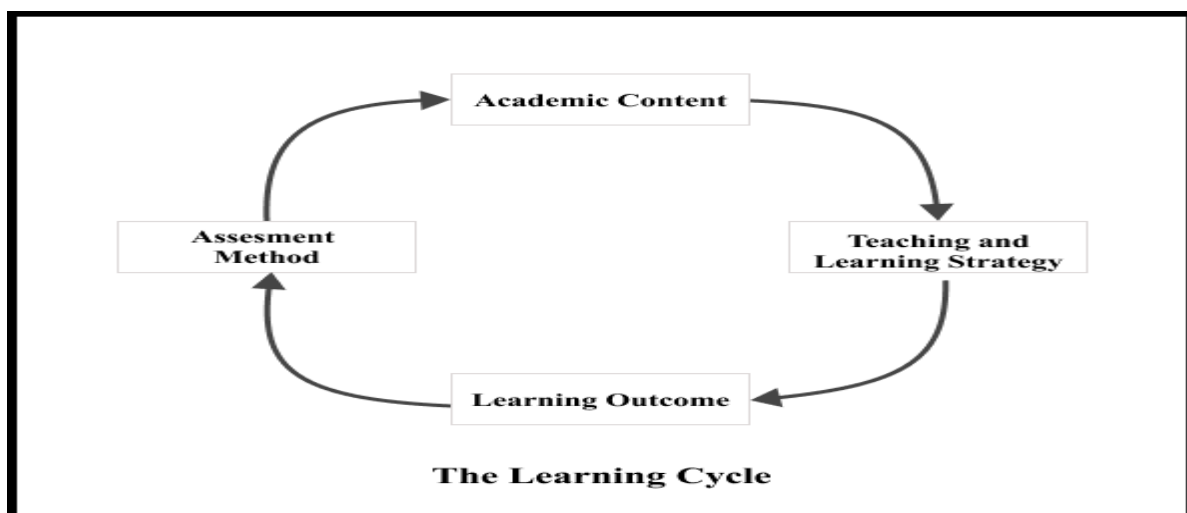 Academic Content
Assesment
Method
Teaching and
Learning Strategy
Learning Outcome
The Learning Cycle